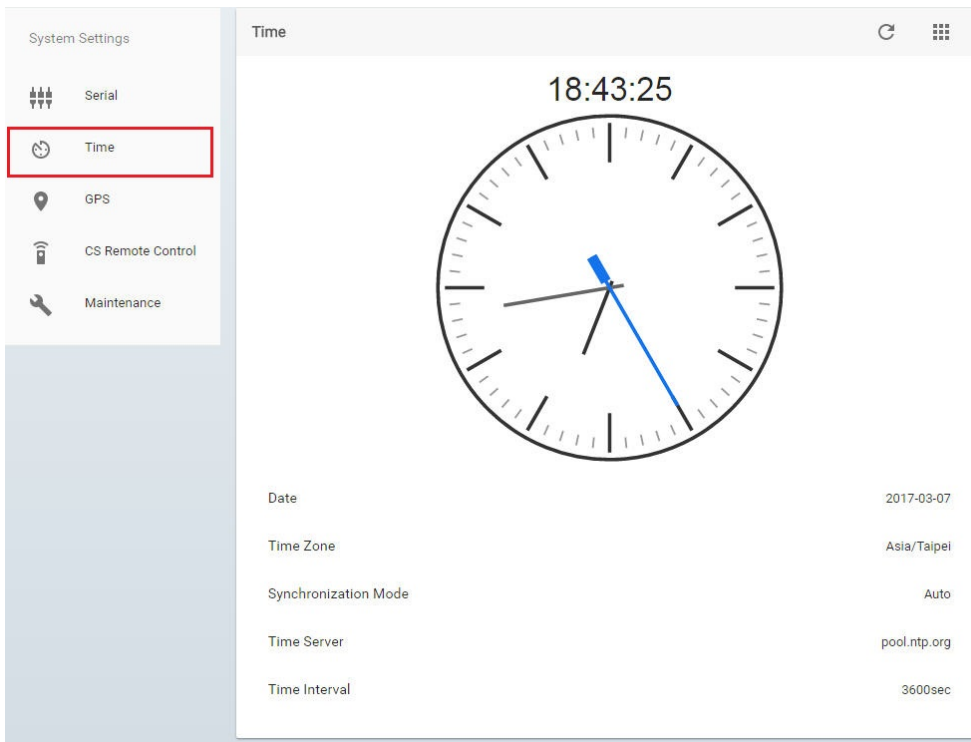 System Settings
Serial
Time
GPS
CS Remote Control
Maintenance
Time
18:43:25
Date 2017-03-07
Time Zone Asia/Taipei
Synchronization Mode Auto
Time Server pool.ntp.org
Time Interval 3600sec